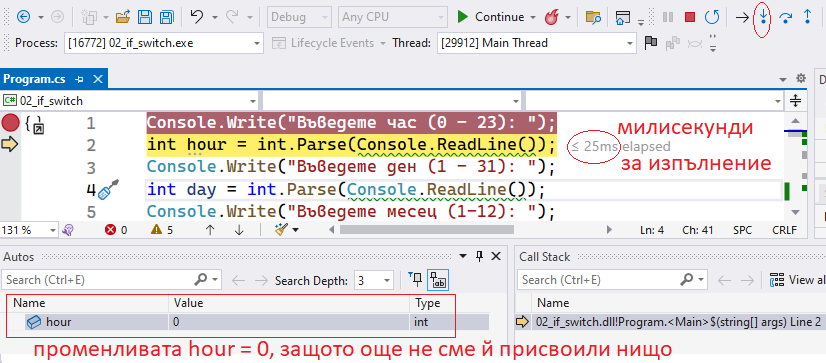 Debug Any CPU Continue
Process: [16772] 02_if_switch.exe Lifecycle Events Thread: [29912] Main Thread
Program.cs
02_if_switch
1 Console.Write("Въведете час (0 – 23): ");
2 int hour = int.Parse(Console.ReadLine()); ≤ 25ms elapsed
милисекунди
за изпълнение
3 Console.Write("Въведете ден (1 – 31): ");
4 int day = int.Parse(Console.ReadLine());
5 Console.Write("Въведете месец (1-12): ");
131 % 0 5 Ln: 4 Ch: 41 SPC CRLF
Autos
Search (Ctrl+E) Search Depth: 3
Name Value Type
hour 0 int
променливата hour = 0, защото още не сме й присвоили нищо
Call Stack
Search (Ctrl+E) View all
Name
02_if_switch.dll!Program.<Main>$(string[] args) Line 2